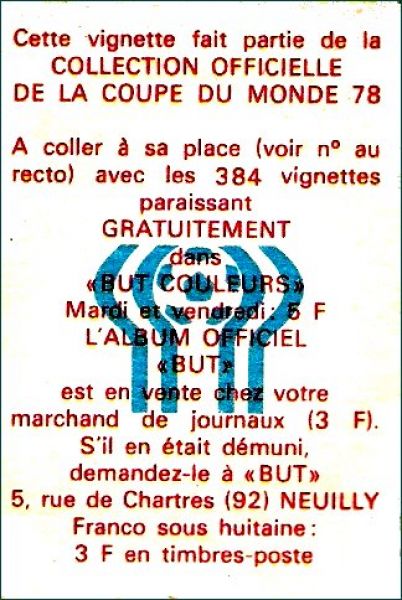 Cette vignette fait partie de la
COLLECTION OFFICIELLE
DE LA COUPE DU MONDE 78
A coller à sa place (voir nº au
recto) avec les 384 vignettes
paraissant
GRATUITEMENT
dans
«BUT COULEURS»
Mardi et vendredi: 5 F
L'ALBUM OFFICIEL
«BUT»
est en vente chez votre
marchand de journaux (3 F).
S'il en était démuni,
demandez-le à «BUT»
5, rue de Chartres (92) NEUILLY
Franco sous huitaine:
3 F en timbres-poste